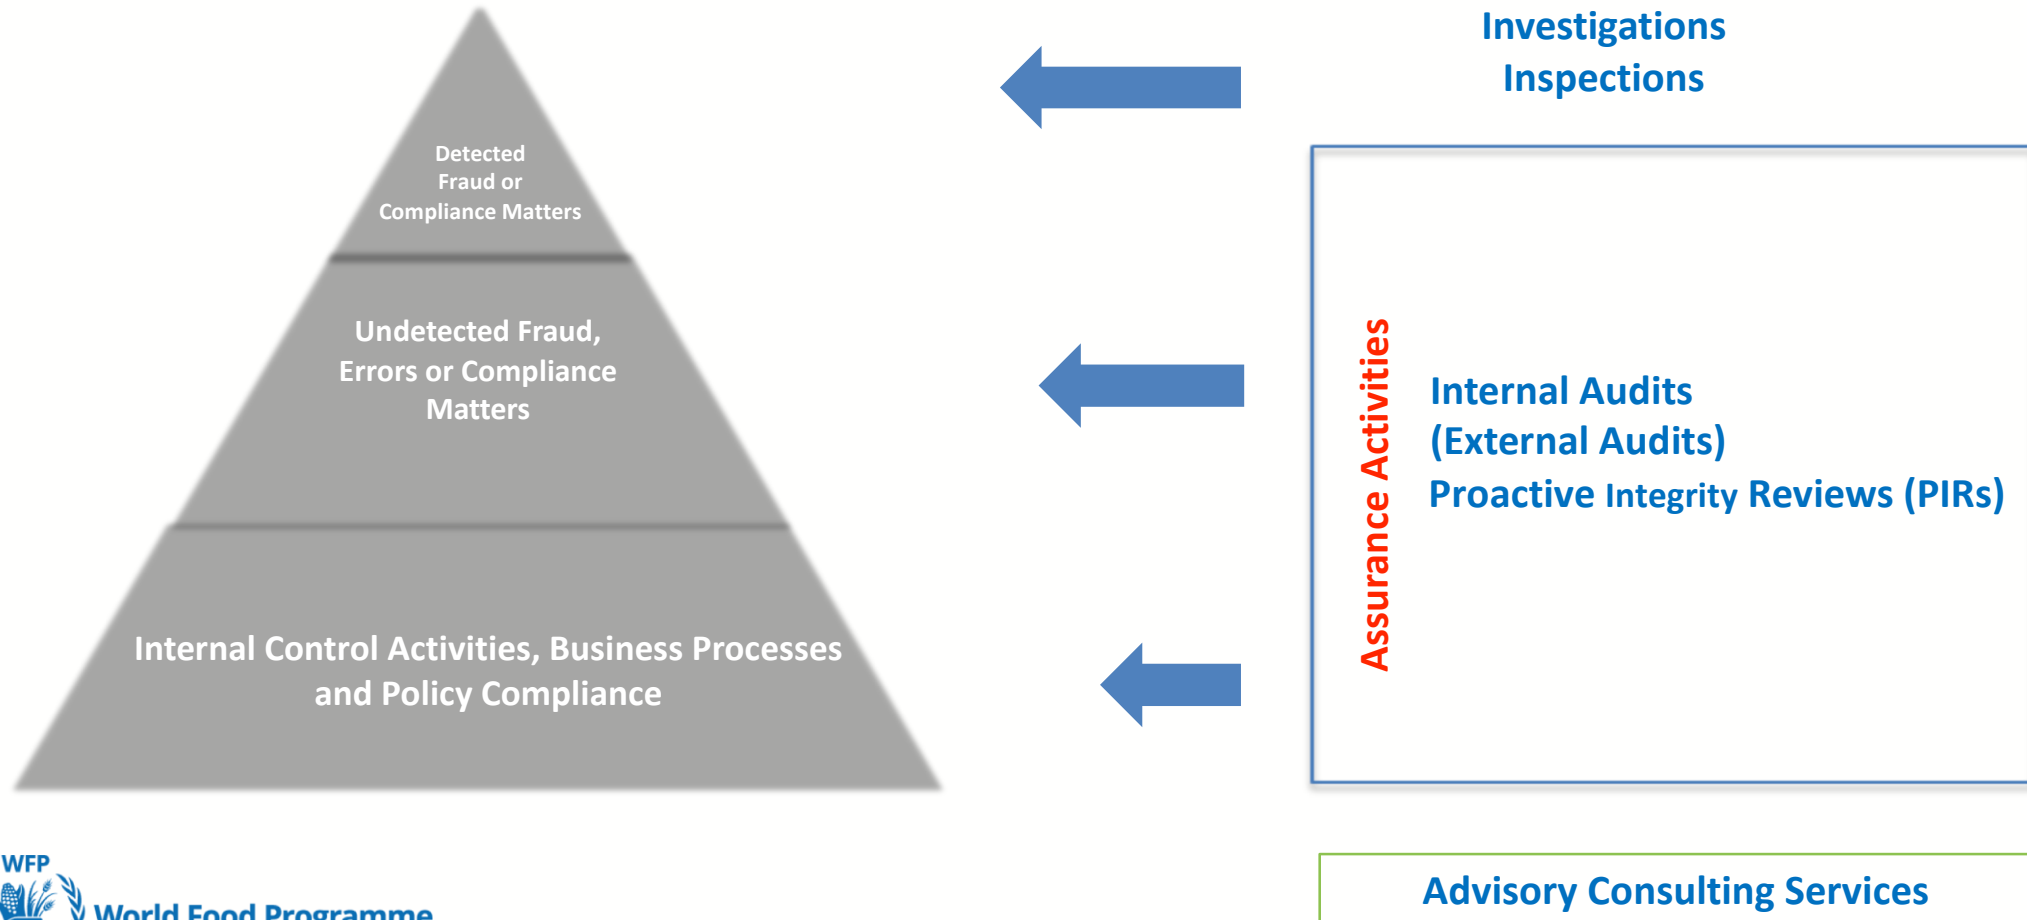 Investigations
Inspections
Detected
Fraud or
Compliance Matters
Undetected Fraud,
Errors or Compliance
Matters
Internal Control Activities, Business Processes
and Policy Compliance
Assurance Activities
Internal Audits
(External Audits)
Proactive Integrity Reviews (PIRs)
WFP
World Food Programme
Advisory Consulting Services